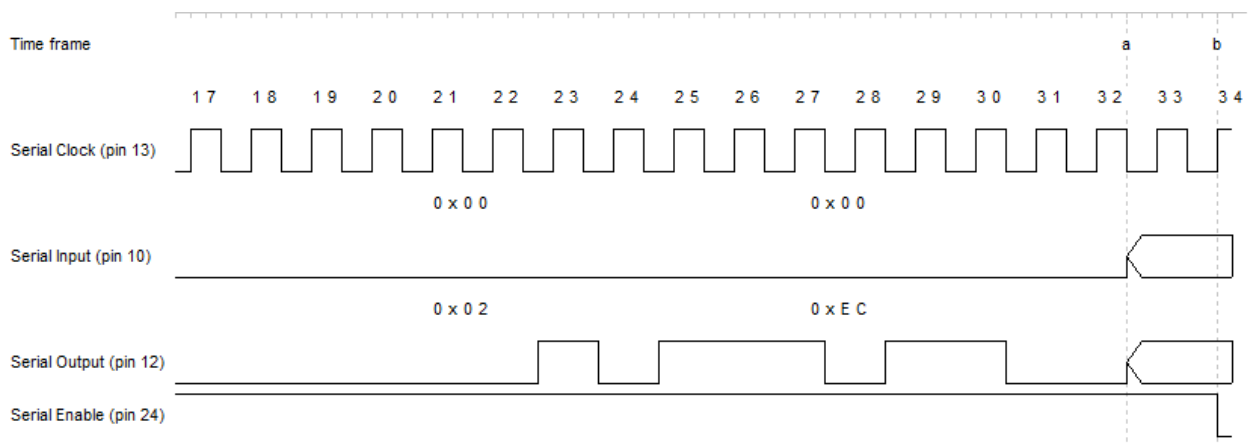 Time frame a b
17 18 19 20 21 22 23 24 25 26 27 28 29 30 31 32 33 34
Serial Clock (pin 13)
0x00 0x00
Serial Input (pin 10)
0x02 0xEC
Serial Output (pin 12)
Serial Enable (pin 24)